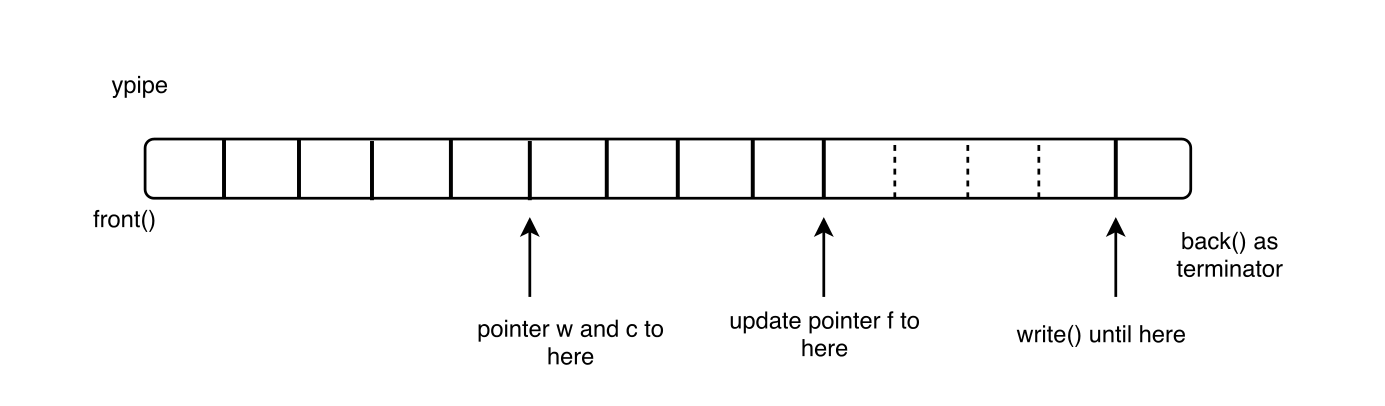 ypipe
front()
back() as
terminator
pointer w and c to
here
update pointer f to
here
write() until here